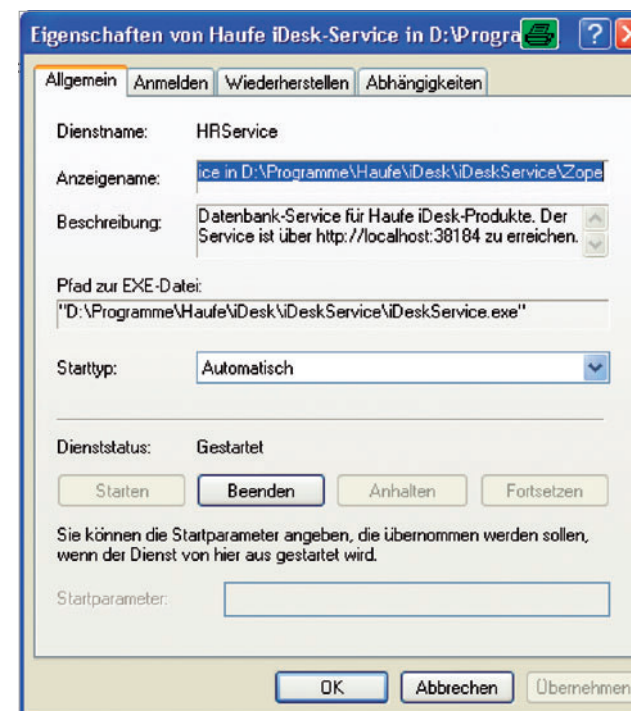 Eigenschaften von Haufe iDesk-Service in D:\Progra
Allgemein Anmelden Wiederherstellen Abhängigkeiten
Dienstname: HRService
Anzeigename: ice in D:\Programme\Haufe\iDesk\iDeskService\Zope
Beschreibung: Datenbank-Service für Haufe iDesk-Produkte. Der
Service ist über http://localhost:38184 zu erreichen.
Pfad zur EXE-Datei:
"D:\Programme\Haufe\iDesk\iDeskService\iDeskService.exe"
Starttyp: Automatisch
Dienststatus: Gestartet
Starten Beenden Anhalten Fortsetzen
Sie können die Startparameter angeben, die übernommen werden sollen,
wenn der Dienst von hier aus gestartet wird.
Startparameter:
OK Abbrechen Übernehmen